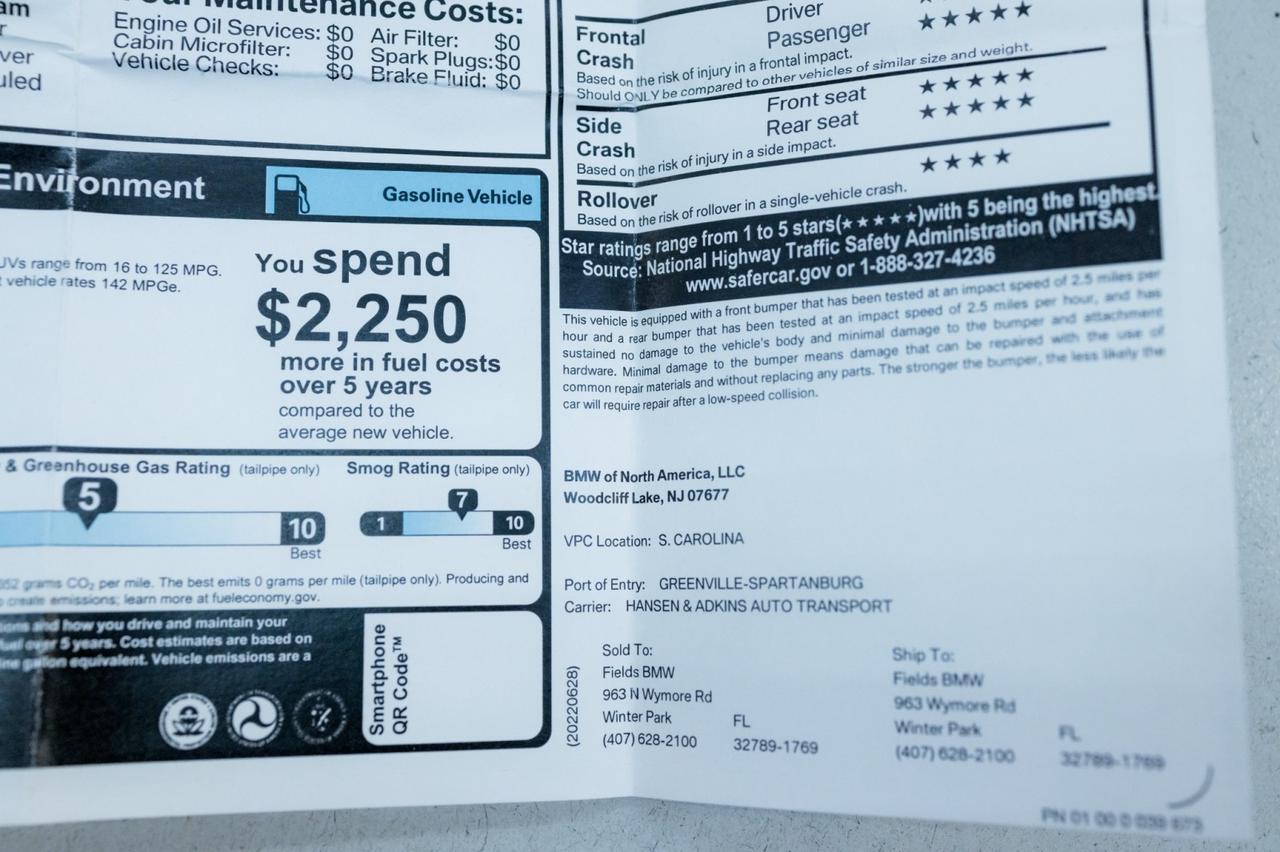 am
our Maintenance Costs:
r
Engine Oil Services: $0 Air Filter: $0
ver
Cabin Microfilter: $0 Spark Plugs: $0
uled
Vehicle Checks: $0 Brake Fluid: $0
Environment
Gasoline Vehicle
UVs range from 16 to 125 MPG.
t vehicle rates 142 MPGe.
You spend
$2,250
more in fuel costs
over 5 years
compared to the
average new vehicle.
& Greenhouse Gas Rating (tailpipe only)
5
10
Best
Smog Rating (tailpipe only)
7
1 10
Best
352 grams CO₂ per mile. The best emits 0 grams per mile (tailpipe only). Producing and
create emissions; learn more at fueleconomy.gov.
ions and how you drive and maintain your
fuel over 5 years. Cost estimates are based on
ine gallon equivalent. Vehicle emissions are a
Smartphone
QR Code™
Driver
Frontal Passenger ★★★★★
Crash
Based on the risk of injury in a frontal impact.
Should ONLY be compared to other vehicles of similar size and weight.
Front seat ★★★★★
Side Rear seat ★★★★★
Crash
Based on the risk of injury in a side impact.
Rollover ★★★★
Based on the risk of rollover in a single-vehicle crash.
Star ratings range from 1 to 5 stars(★★★★★)with 5 being the highest.
Source: National Highway Traffic Safety Administration (NHTSA)
www.safercar.gov or 1-888-327-4236
This vehicle is equipped with a front bumper that has been tested at an impact speed of 2.5 miles per
hour and a rear bumper that has been tested at an impact speed of 2.5 miles per hour, and has
sustained no damage to the vehicle's body and minimal damage to the bumper and attachment
hardware. Minimal damage to the bumper means damage that can be repaired with the use of
common repair materials and without replacing any parts. The stronger the bumper, the less likely the
car will require repair after a low-speed collision.
BMW of North America, LLC
Woodcliff Lake, NJ 07677
VPC Location: S. CAROLINA
Port of Entry: GREENVILLE-SPARTANBURG
Carrier: HANSEN & ADKINS AUTO TRANSPORT
(20220628)
Sold To:
Fields BMW
963 N Wymore Rd
Winter Park FL
(407) 628-2100 32789-1769
Ship To:
Fields BMW
963 Wymore Rd
Winter Park FL
(407) 628-2100 32789-1769
PN 01 00 0 039 673